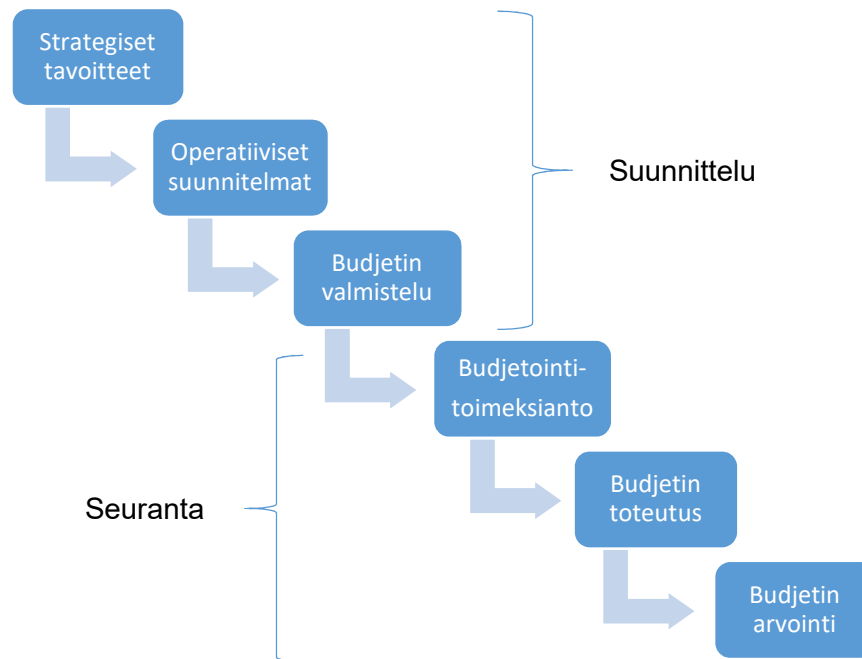 Strategiset
tavoitteet
Operatiiviset
suunnitelmat
Suunnittelu
Budjetin
valmistelu
Budjetointi-
toimeksianto
Seuranta
Budjetin
toteutus
Budjetin
arvointi